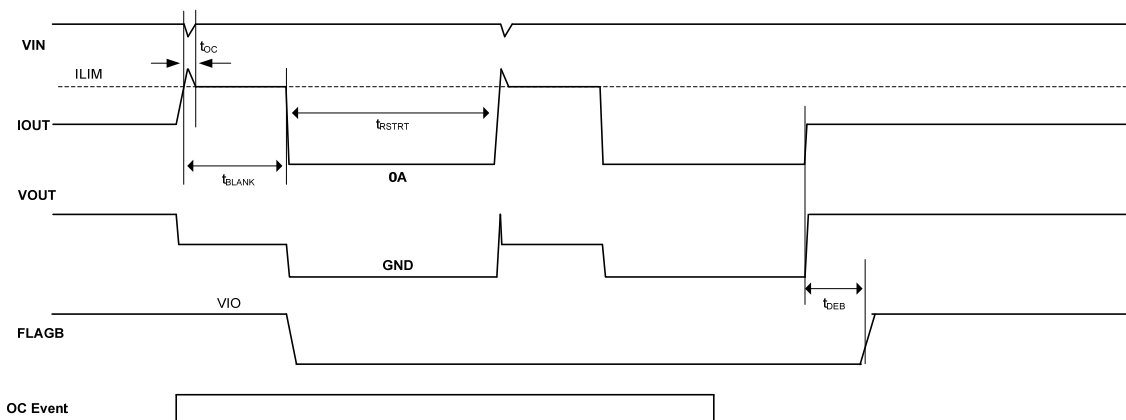 VIN
tOC
ILIM
IOUT
tRSTRT
tBLANK
0A
VOUT
GND
tDEB
VIO
FLAGB
OC Event